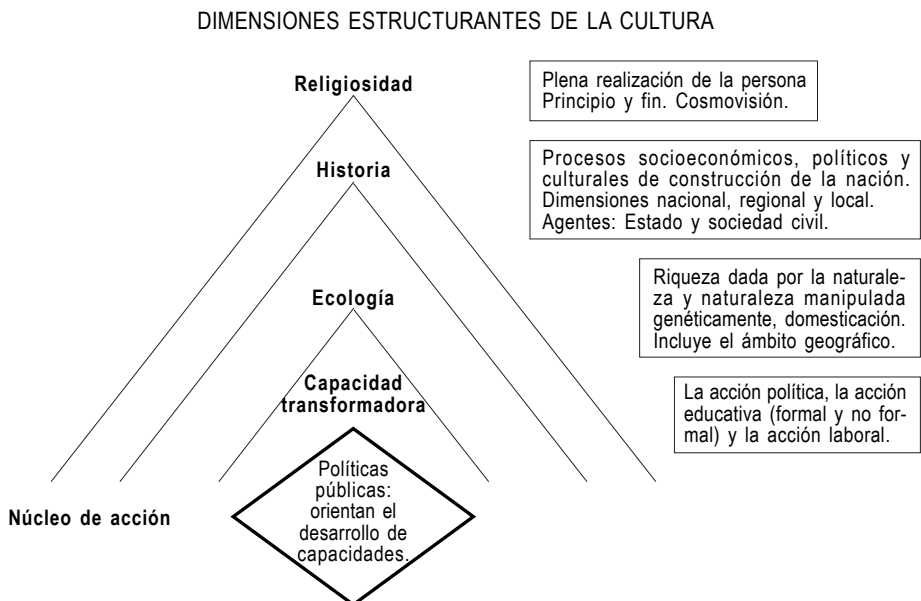 DIMENSIONES ESTRUCTURANTES DE LA CULTURA
Religiosidad
Plena realización de la persona
Principio y fin. Cosmovisión.
Historia
Procesos socioeconómicos, políticos y
culturales de construcción de la nación.
Dimensiones nacional, regional y local.
Agentes: Estado y sociedad civil.
Ecología
Riqueza dada por la naturale-
za y naturaleza manipulada
genéticamente, domesticación.
Incluye el ámbito geográfico.
Capacidad
transformadora
La acción política, la acción
educativa (formal y no for-
mal) y la acción laboral.
Núcleo de acción
Políticas
públicas:
orientan el
desarrollo de
capacidades.